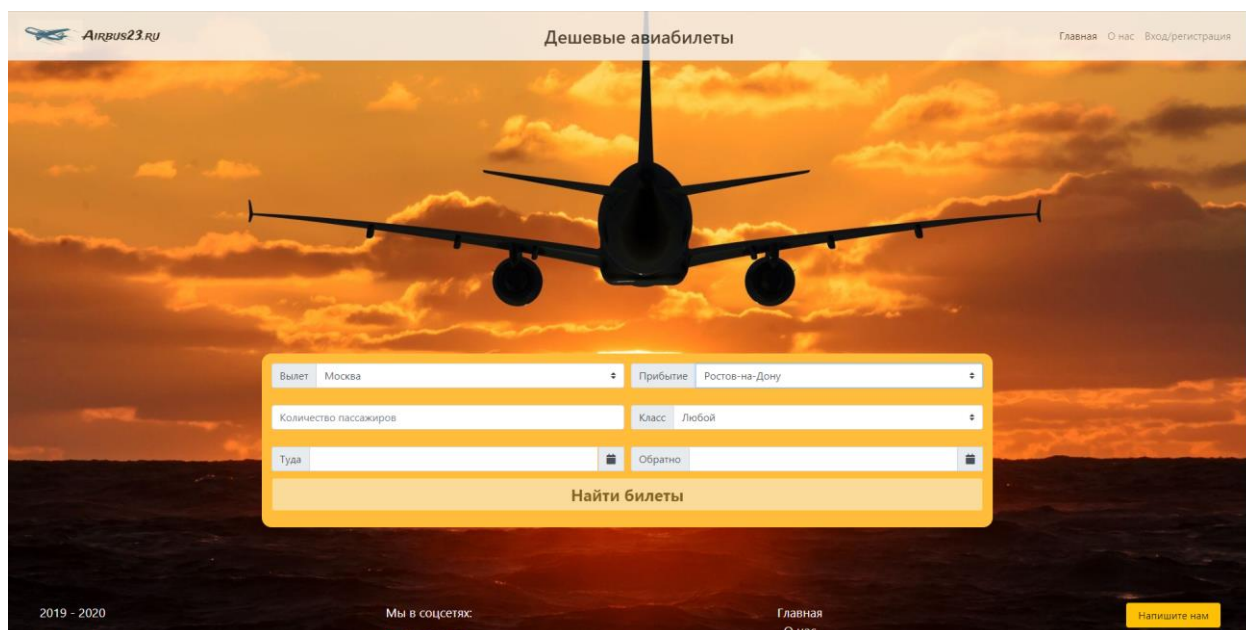 Airbus23.ru
Дешевые авиабилеты
Главная О нас Вход/регистрация
Вылет Москва
Прибытие Ростов-на-Дону
Количество пассажиров
Класс Любой
Туда
Обратно
Найти билеты
2019 - 2020
Мы в соцсетях:
Главная
О нас
Напишите нам